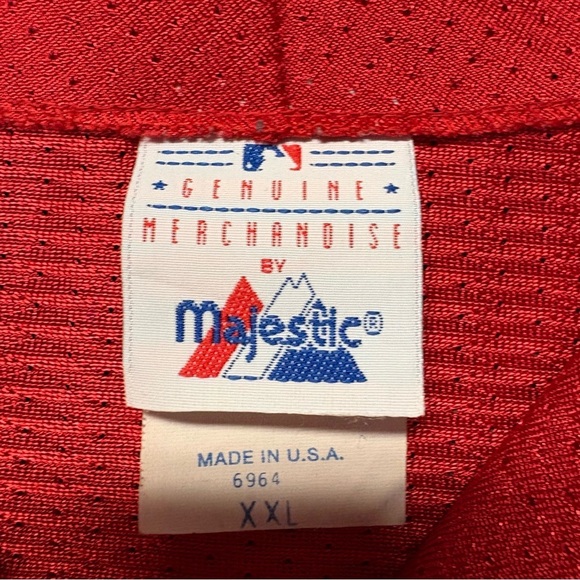 GENUINE
MERCHANDISE
BY
Majestic®
MADE IN U.S.A.
6964
XXL